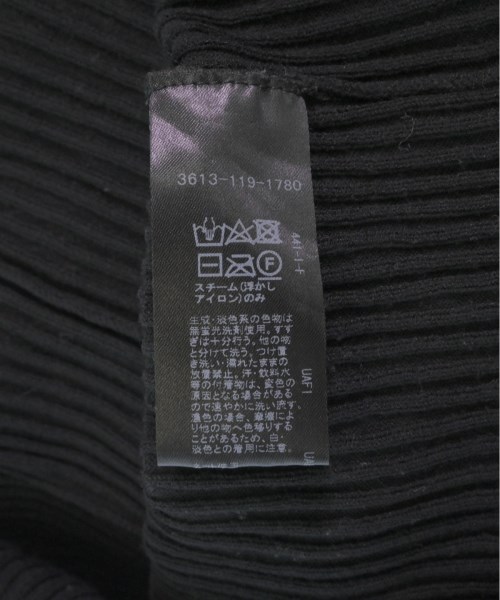 3613-119-1780
441-1-F
F
スチーム(浮かし
アイロン)のみ
生成・淡色系の色物は
無蛍光洗剤使用。すす
ぎは十分行う。他の物
と分けて洗う。つけ置
き洗い・濡れたままの
放置禁止。汗・飲料水
等の付着物は、変色の
原因となる場合がある
ので速やかに洗い流す。
濃色の場合、摩擦によ
り他の物へ色移りする
ことがあるため、白・
淡色との着用に注意。
UAF1
UA